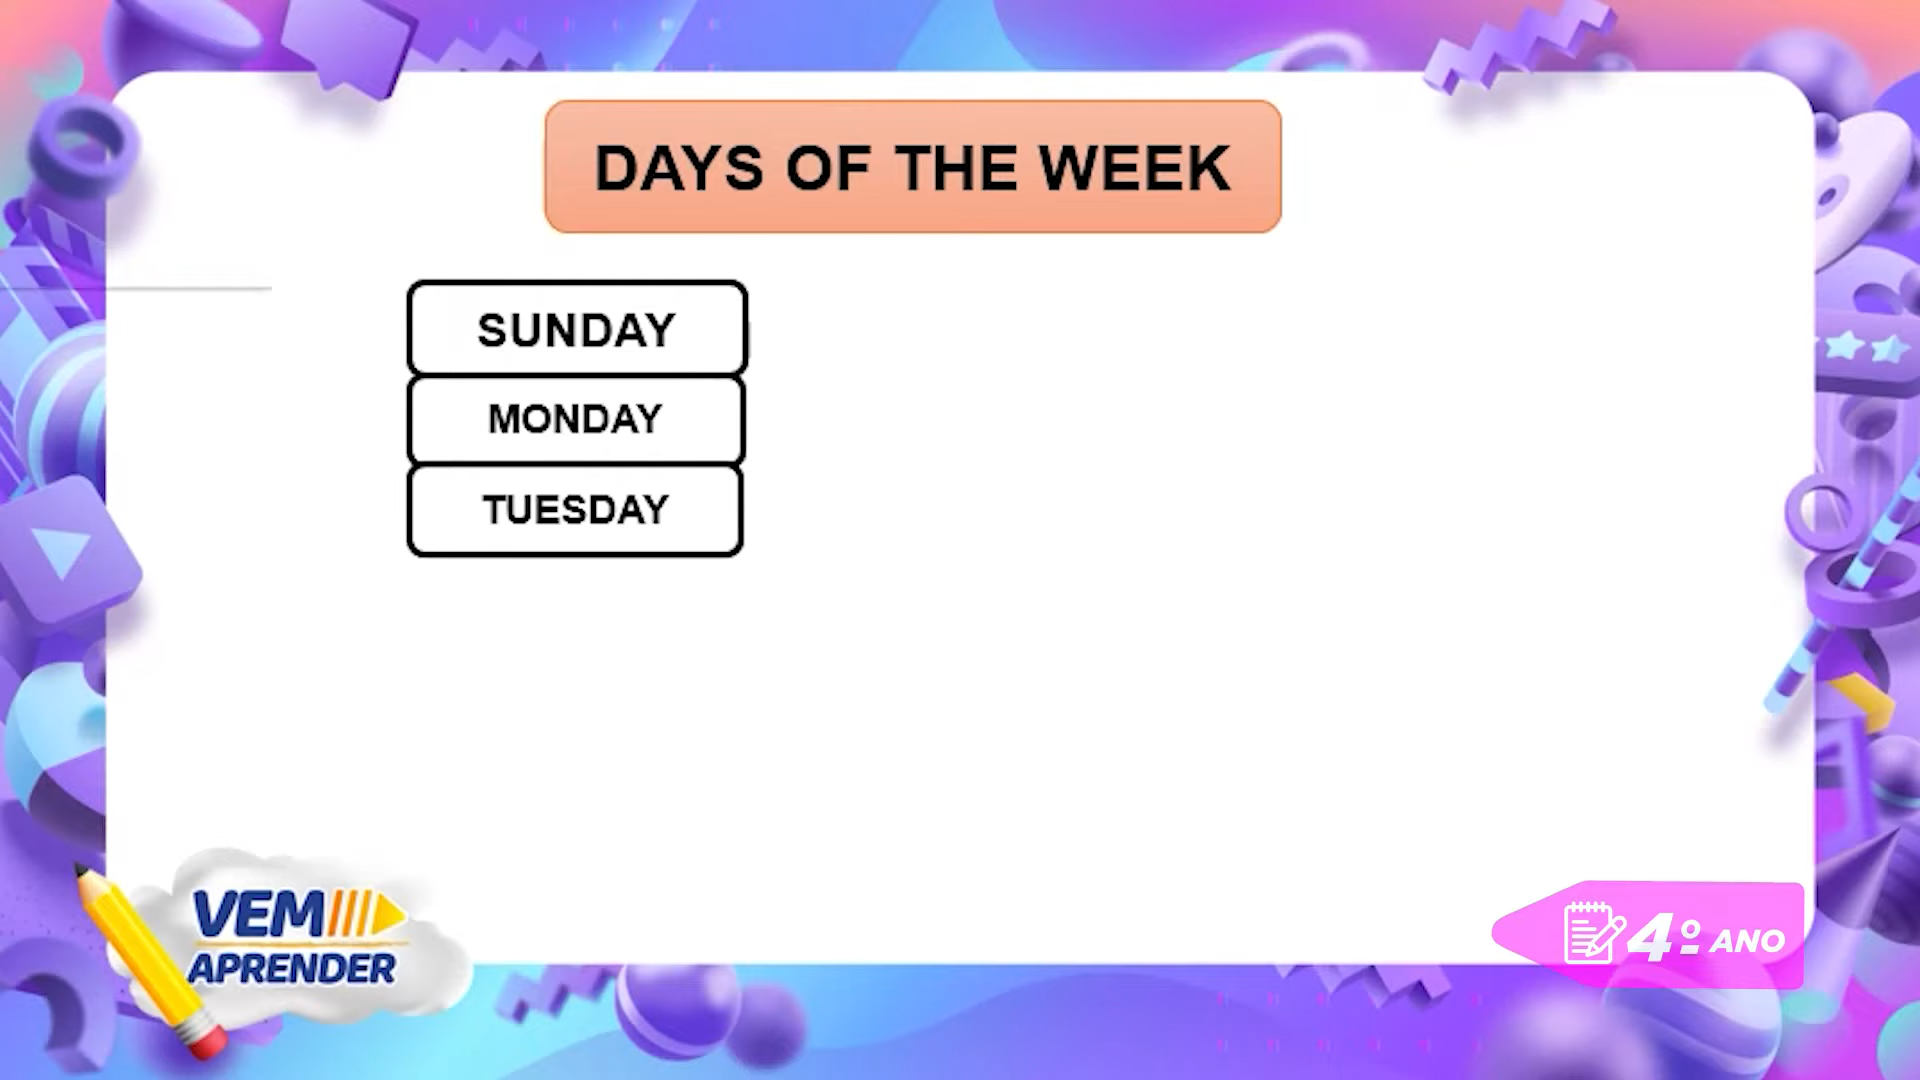 DAYS OF THE WEEK
SUNDAY
MONDAY
TUESDAY
VEM
APRENDER
4º ANO